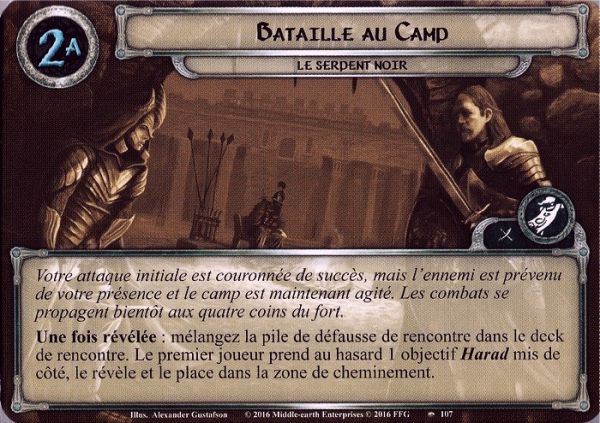 2A
BATAILLE AU CAMP
LE SERPENT NOIR
X
Votre attaque initiale est couronnée de succès, mais l'ennemi est prévenu
de votre présence et le camp est maintenant agité. Les combats se
propagent bientôt aux quatre coins du fort.
Une fois révélée : mélangez la pile de défausse de rencontre dans le deck
de rencontre. Le premier joueur prend au hasard 1 objectif Harad mis de
côté, le révèle et le place dans la zone de cheminement.
Illus. Alexander Gustafson © 2016 Middle-earth Enterprises © 2016 FFG 107